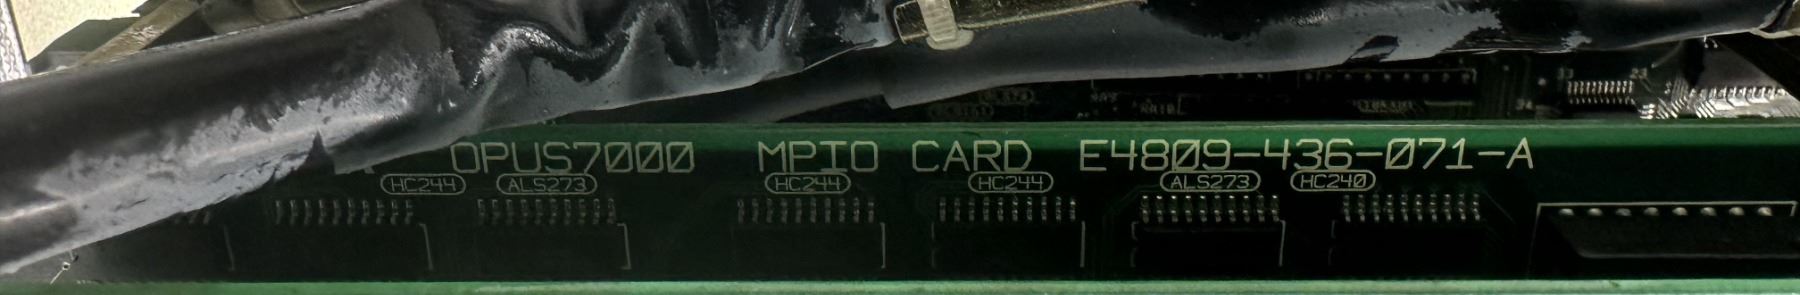 OPUS7000 MPIO CARD E4809-436-071-A
HC244 ALS273 HC244 HC244 ALS273 HC240